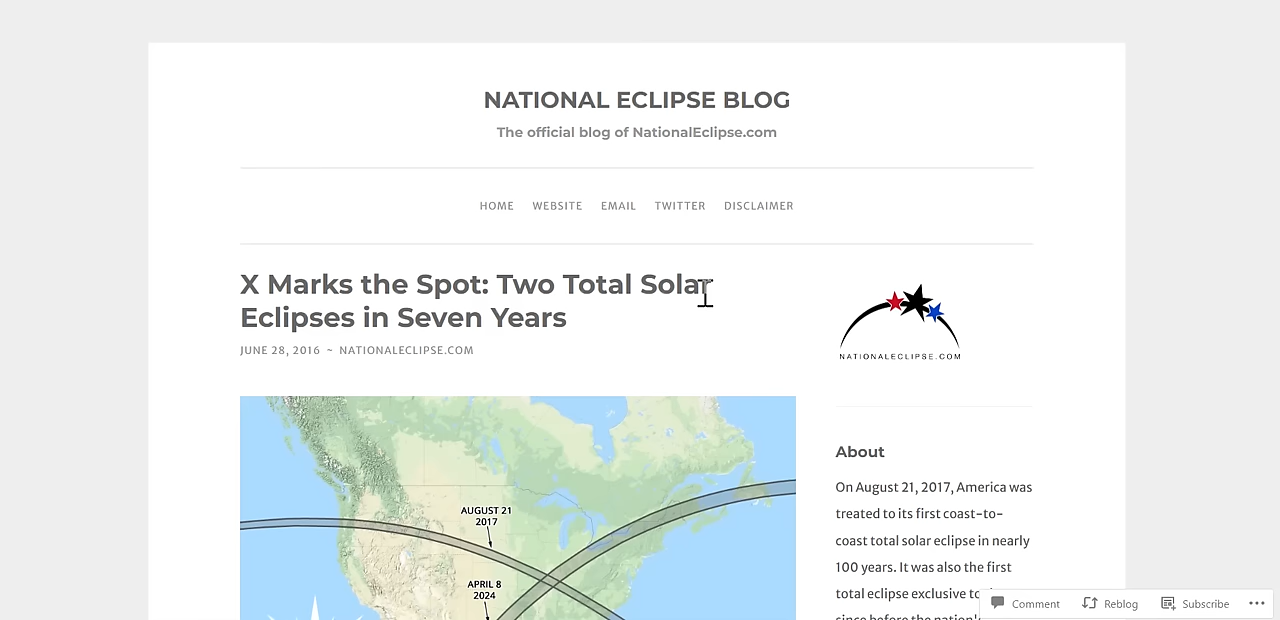 NATIONAL ECLIPSE BLOG
The official blog of NationalEclipse.com
HOME WEBSITE EMAIL TWITTER DISCLAIMER
X Marks the Spot: Two Total Solar
Eclipses in Seven Years
JUNE 28, 2016 ~ NATIONALECLIPSE.COM
AUGUST 21
2017
APRIL 8
2024
NATIONALECLIPSE.COM
About
On August 21, 2017, America was
treated to its first coast-to-
coast total solar eclipse in nearly
100 years. It was also the first
total eclipse exclusive to
since before the nation's
Comment Reblog Subscribe